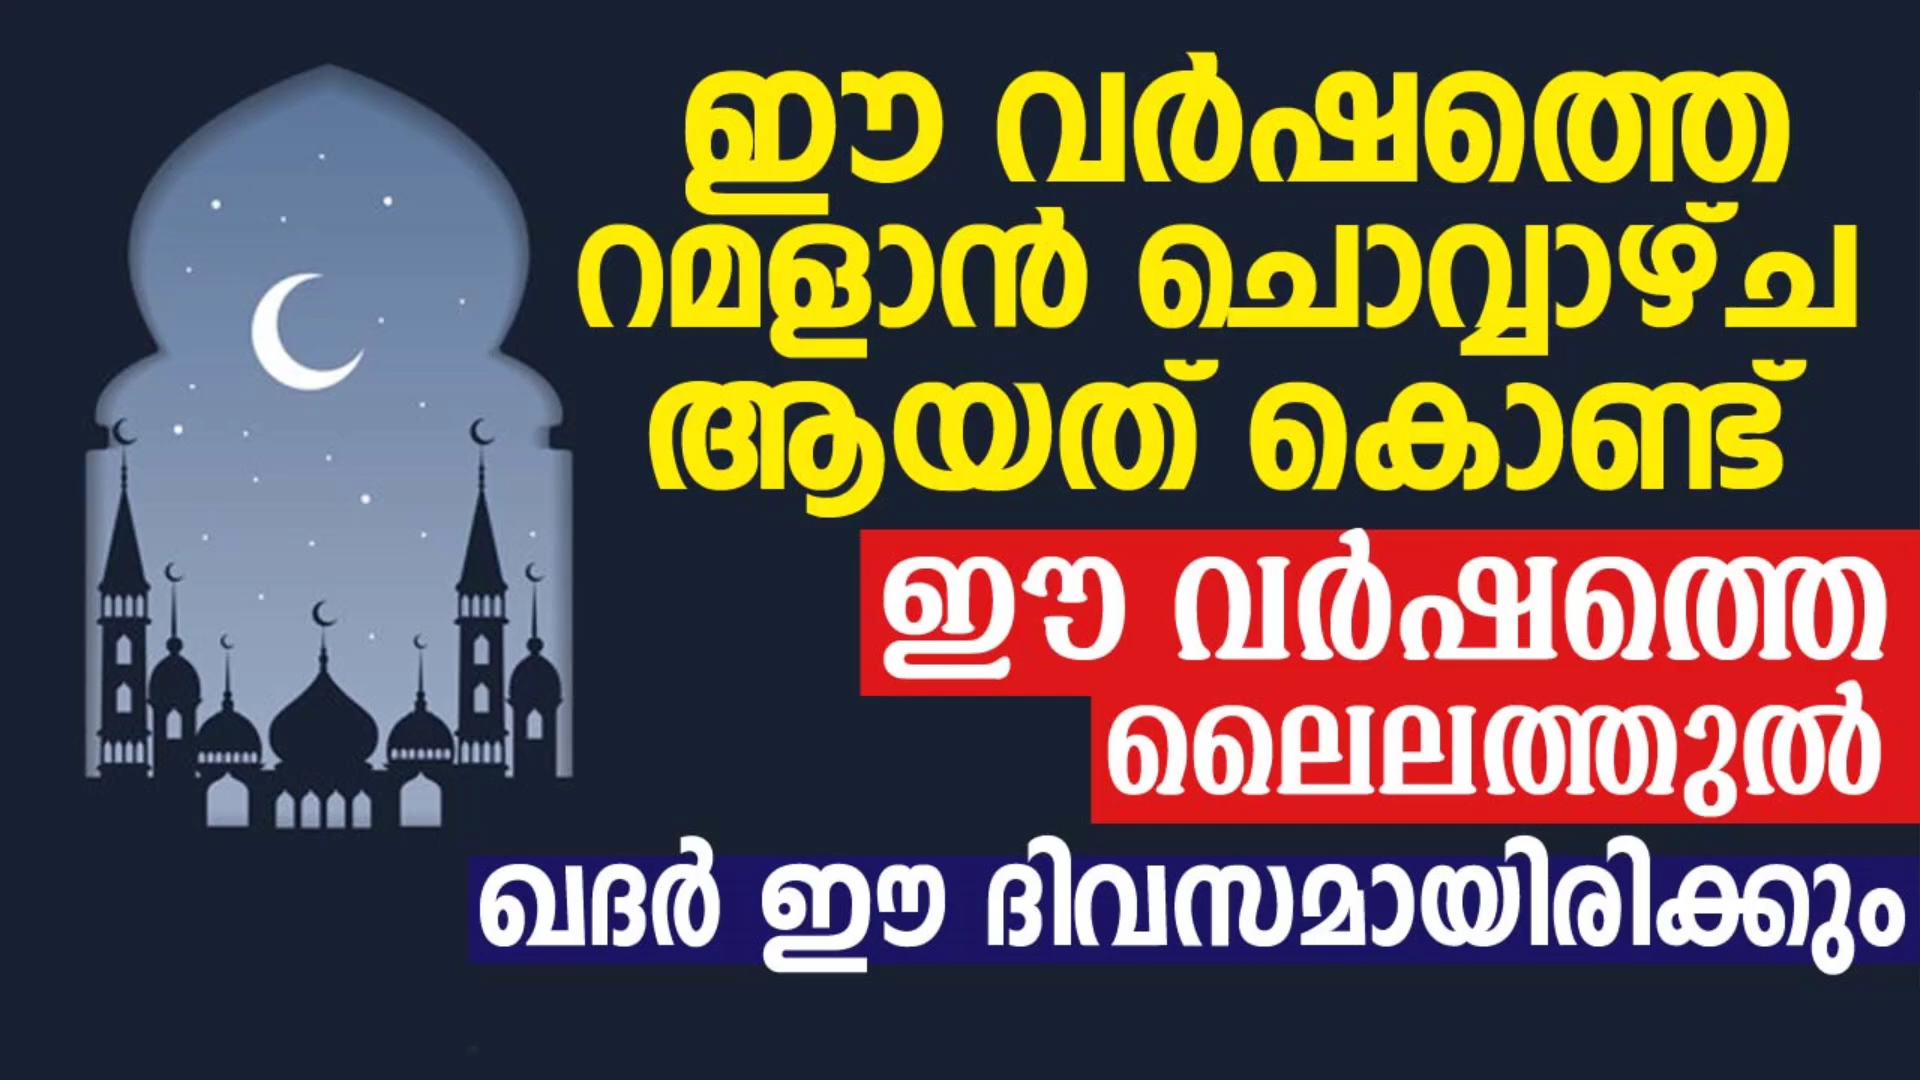 ഈ വർഷത്തെ
റമളാൻ ചൊവ്വാഴ്ച
ആയത് കൊണ്ട്
ഈ വർഷത്തെ
ലൈലത്തുൽ
ഖദർ ഈ ദിവസമായിരിക്കും